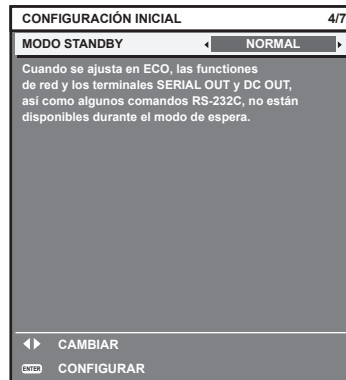 CONFIGURACIÓN INICIAL 4/7
MODO STANDBY NORMAL
Cuando se ajusta en ECO, las functiones
de red y los terminales SERIAL OUT y DC OUT,
así como algunos comandos RS-232C, no están
disponibles durante el modo de espera.
CAMBIAR
ENTER CONFIGURAR